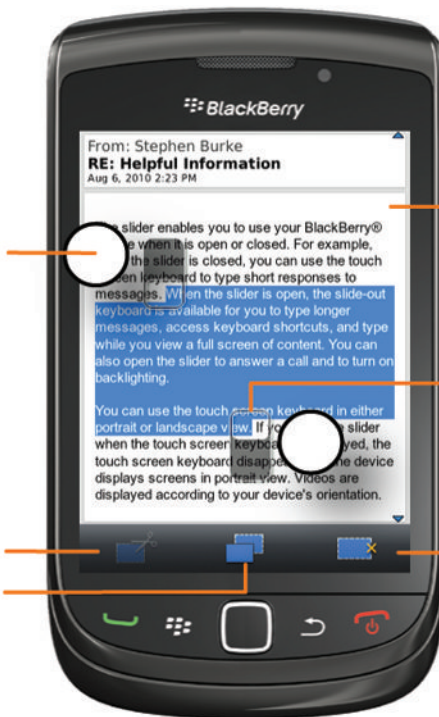 BlackBerry
From: Stephen Burke
RE: Helpful Information
Aug 6, 2010 2:23 PM
slider enables you to use your BlackBerry®
when it is open or closed. For example,
the slider is closed, you can use the touch
keyboard to type short responses to
messages. When the slider is open, the slide-out
keyboard is available for you to type longer
messages, access keyboard shortcuts, and type
while you view a full screen of content. You can
also open the slider to answer a call and to turn on
backlighting.
You can use the touch screen keyboard in either
portrait or landscape view. If slider
when the touch screen the
touch screen keyboard device
displays screens in portrait view. Videos are
displayed according to your device's orientation.